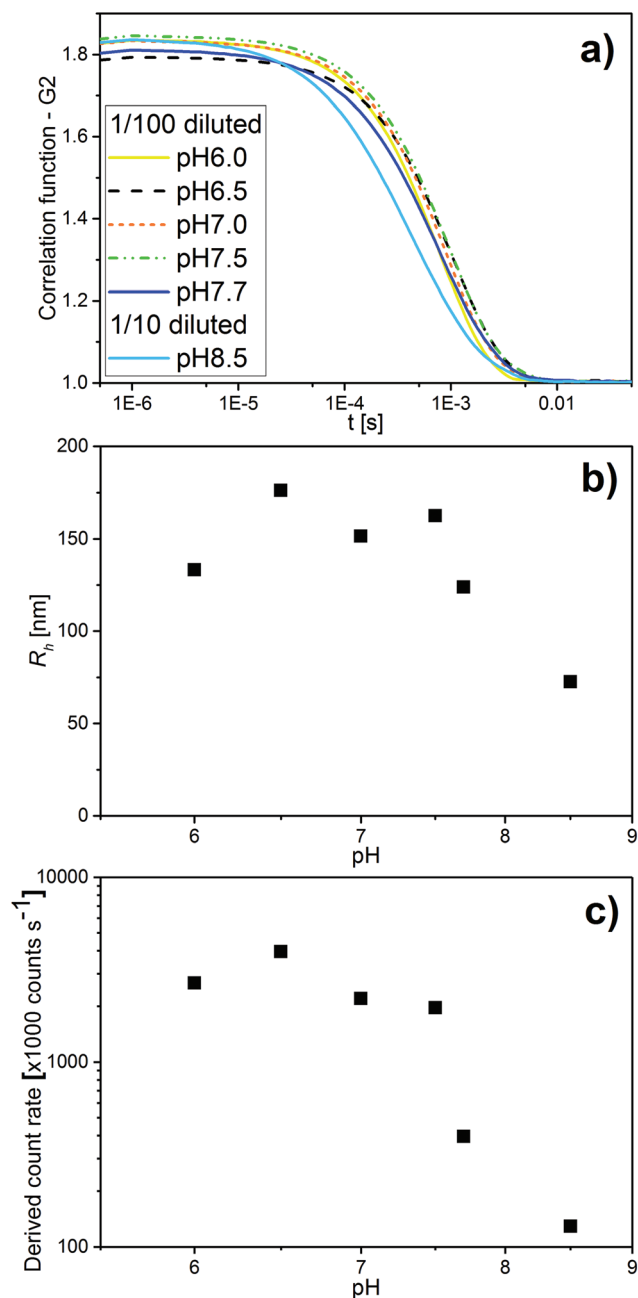 a)
1.8
1.6
1.4
1.2
1.0
Correlation function - G2
1/100 diluted
pH6.0
pH6.5
pH7.0
pH7.5
pH7.7
1/10 diluted
pH8.5
1E-6 1E-5 1E-4 1E-3 0.01
t [s]
b)
200
150
100
50
0
R_h [nm]
6 7 8 9
pH
c)
10000
1000
100
Derived count rate [x1000 counts s⁻¹]
6 7 8 9
pH